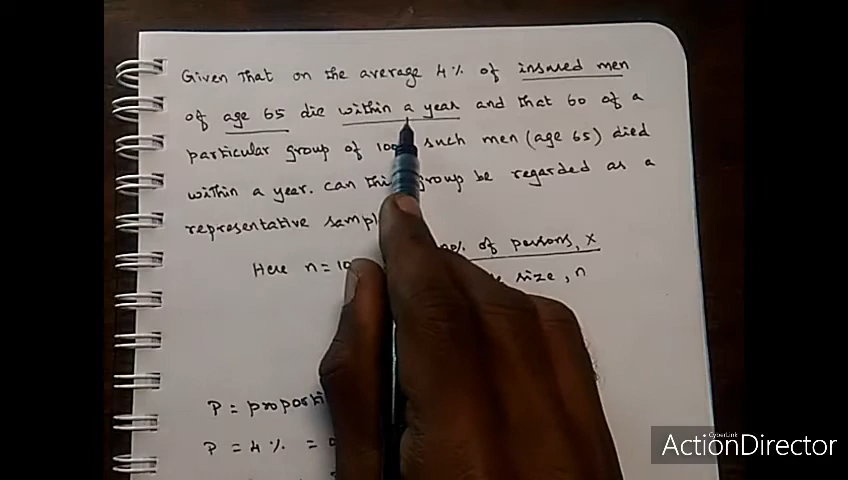 Given that on the average 4% of insured men
of age 65 die within a year and that 60 of a
particular group of such men (age 65) died
within a year. can group be regarded as a
representative
Here n = of persons, x
size, n
P =
P = 4% =
CyberLink
ActionDirector